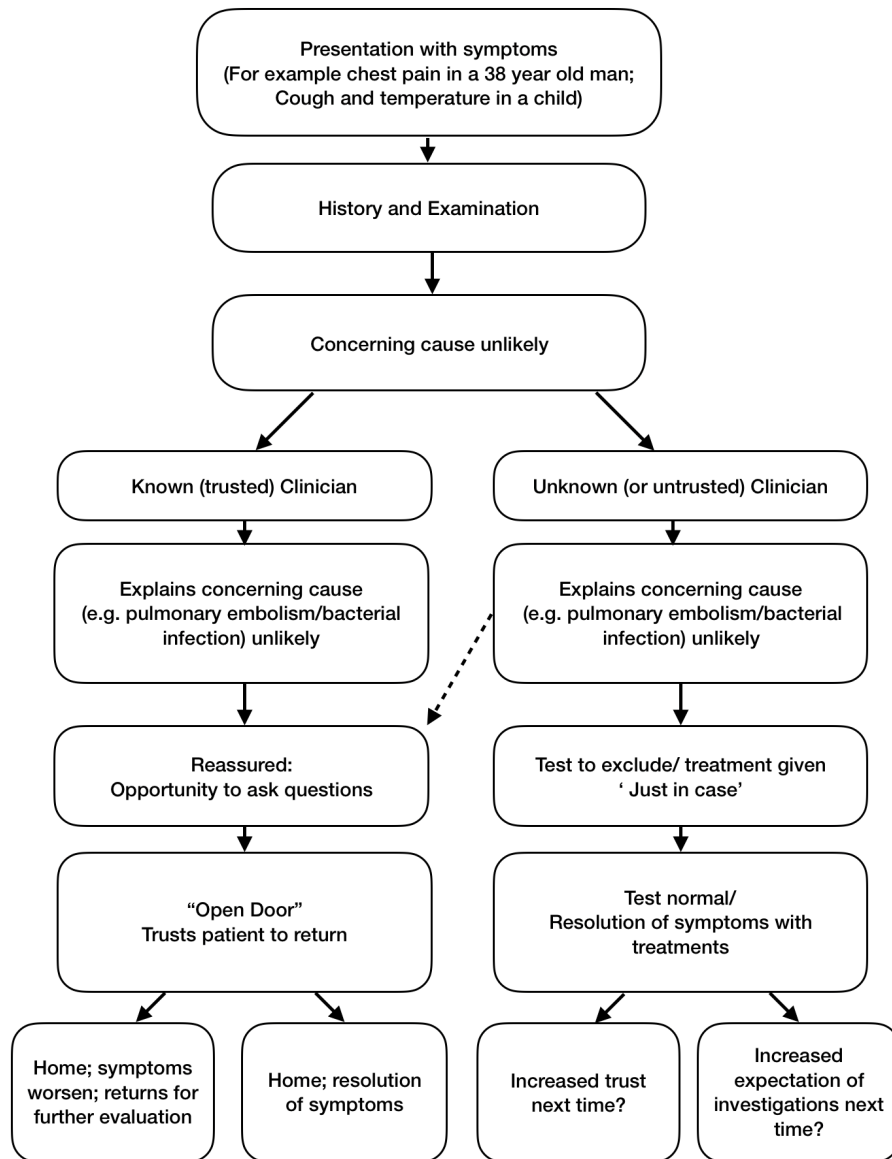 Presentation with symptoms
(For example chest pain in a 38 year old man;
Cough and temperature in a child)
History and Examination
Concerning cause unlikely
Known (trusted) Clinician
Unknown (or untrusted) Clinician
Explains concerning cause
(e.g. pulmonary embolism/bacterial
infection) unlikely
Explains concerning cause
(e.g. pulmonary embolism/bacterial
infection) unlikely
Reassured:
Opportunity to ask questions
Test to exclude/ treatment given
‘ Just in case’
“Open Door”
Trusts patient to return
Test normal/
Resolution of symptoms with
treatments
Home; symptoms
worsen; returns for
further evaluation
Home; resolution
of symptoms
Increased trust
next time?
Increased
expectation of
investigations next
time?